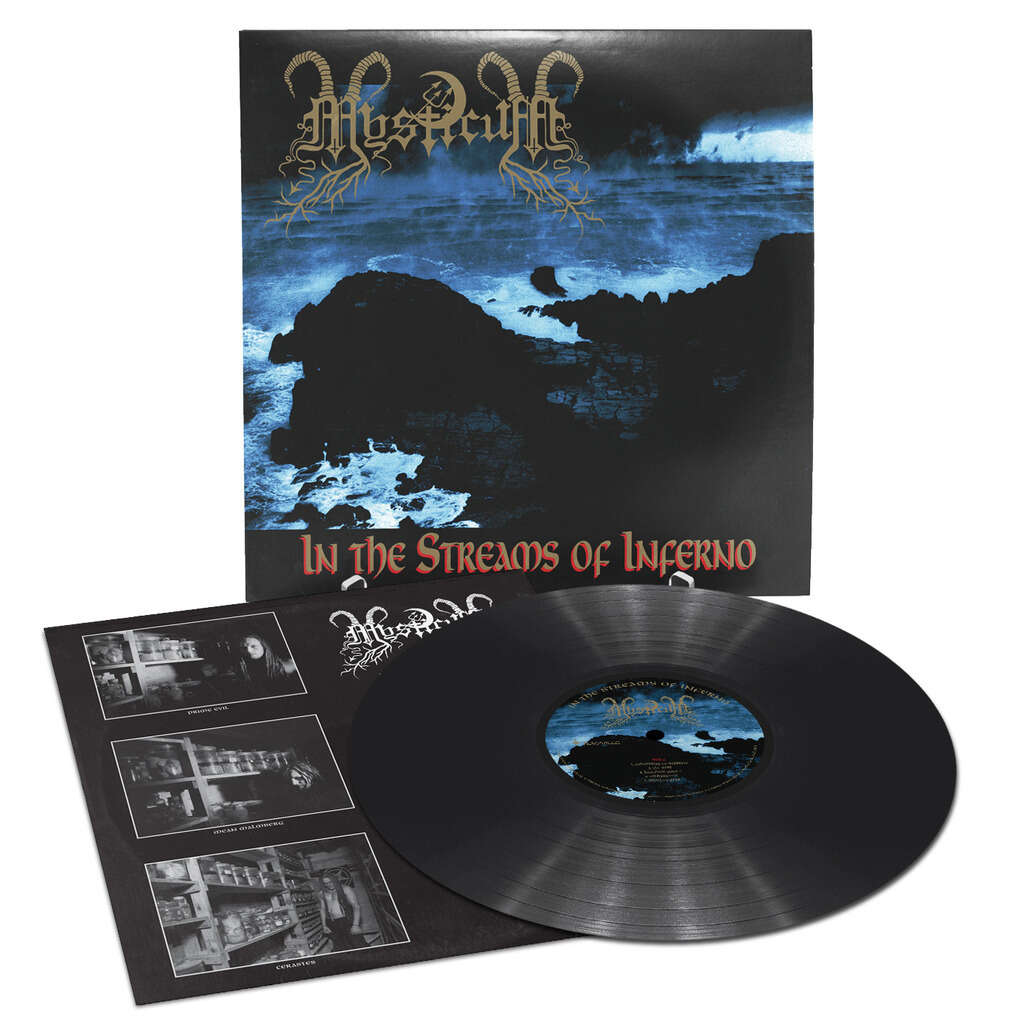 Mysticum
In the Streams of Inferno
Mysticum
Prime Evil
Mean Malmberg
Cerastes
In the Streams of Inferno
Mysticum